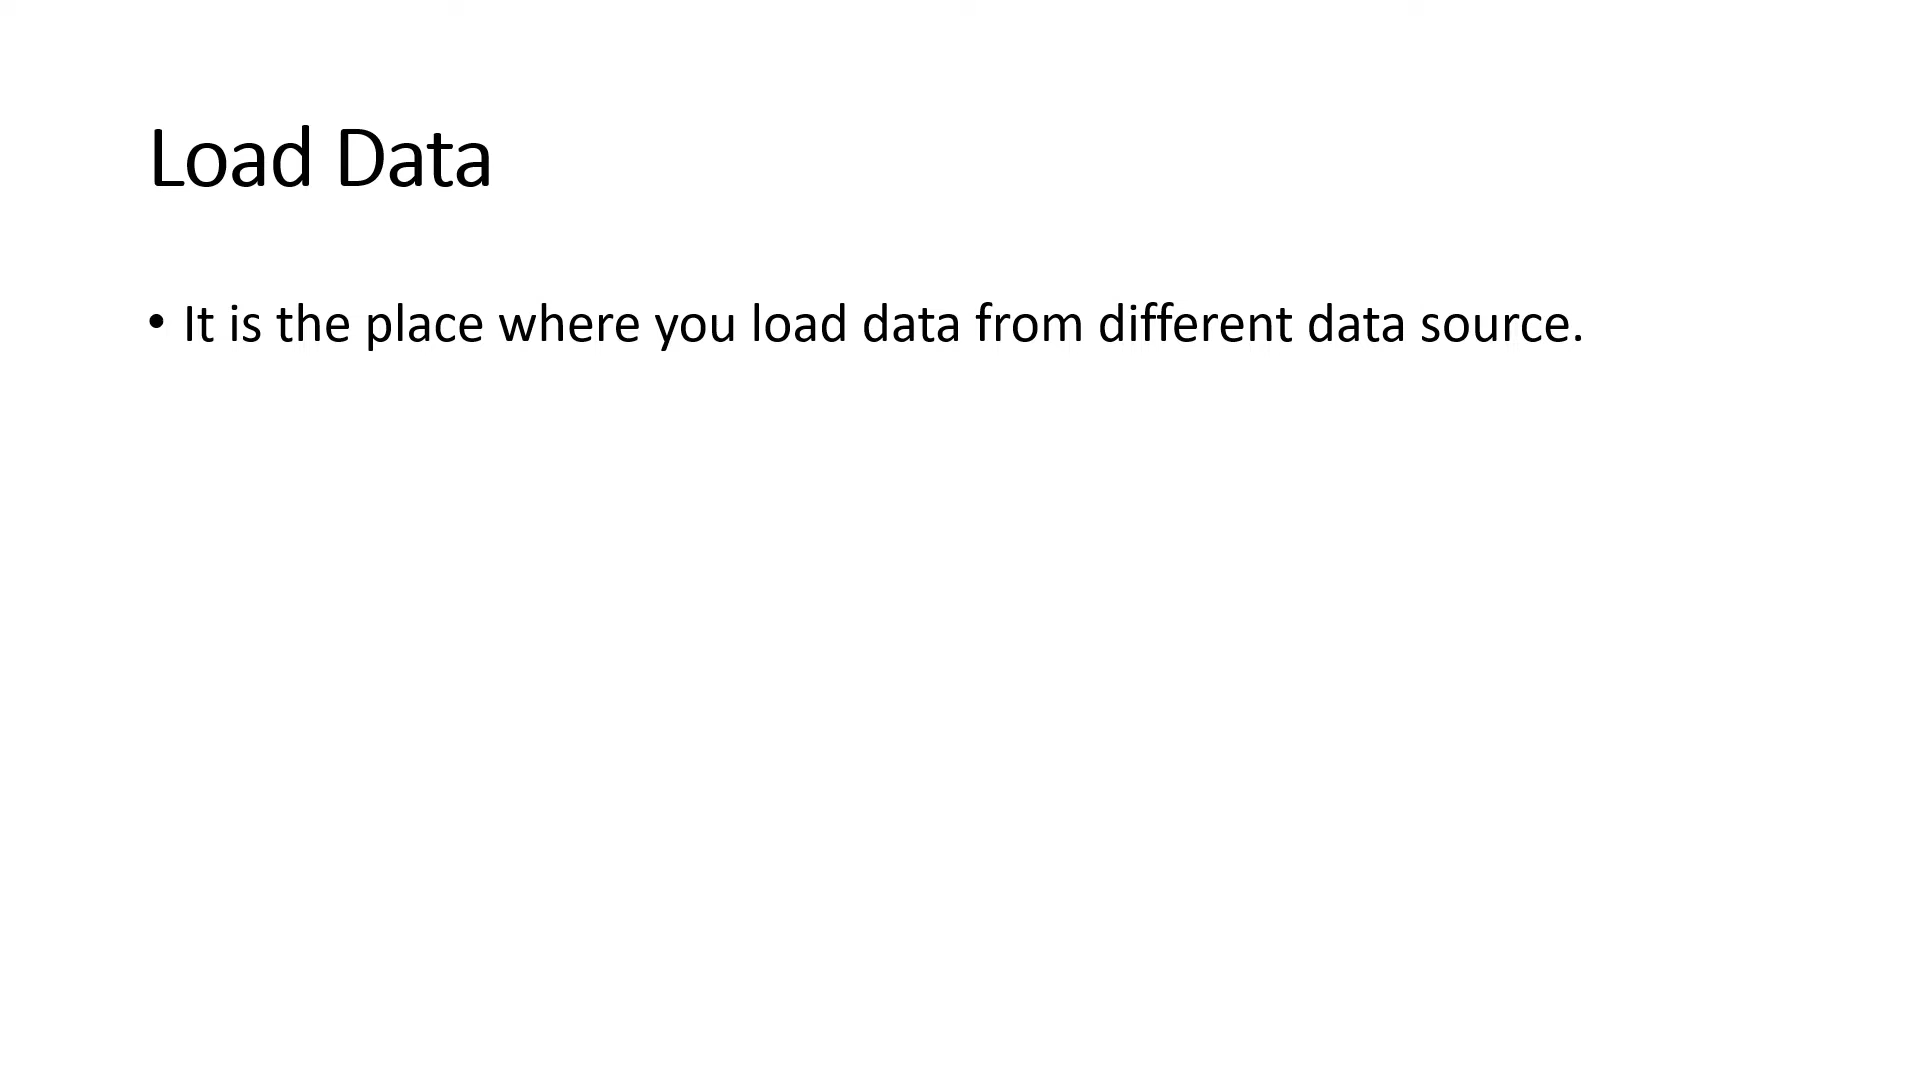 Load Data
• It is the place where you load data from different data source.